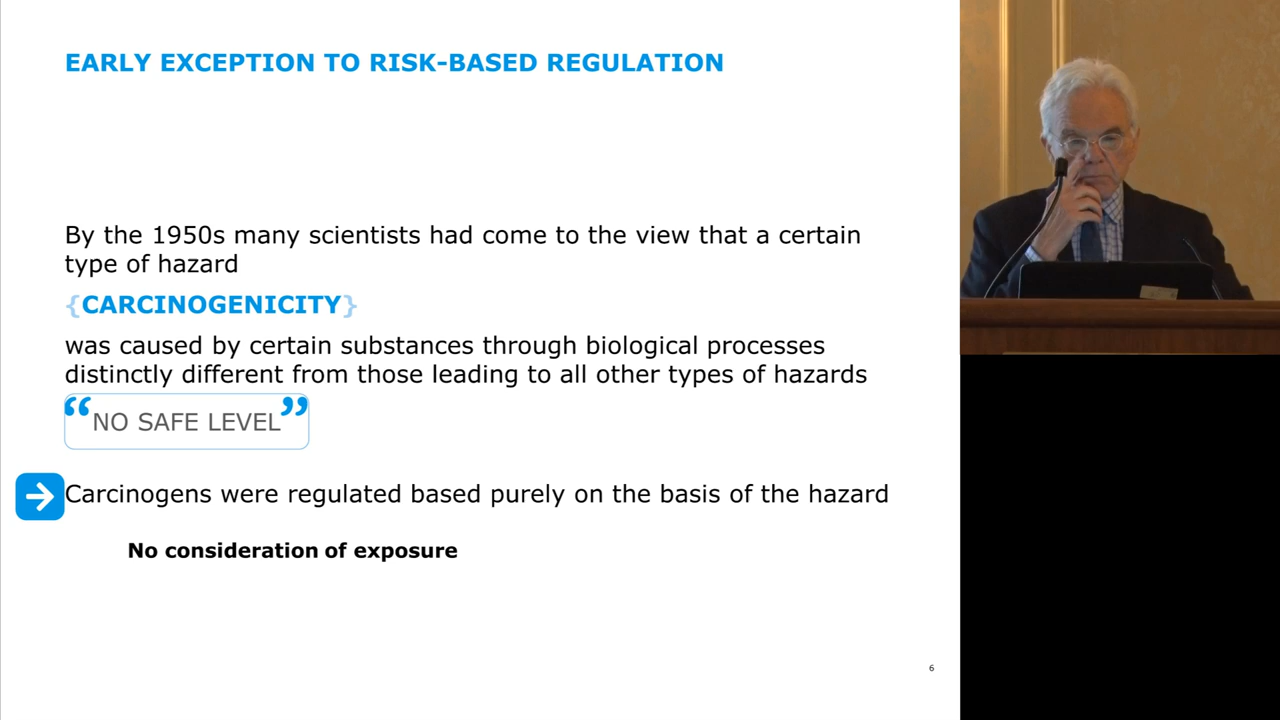 EARLY EXCEPTION TO RISK-BASED REGULATION
By the 1950s many scientists had come to the view that a certain
type of hazard
{CARCINOGENICITY}
was caused by certain substances through biological processes
distinctly different from those leading to all other types of hazards
“NO SAFE LEVEL”
Carcinogens were regulated based purely on the basis of the hazard
No consideration of exposure
6